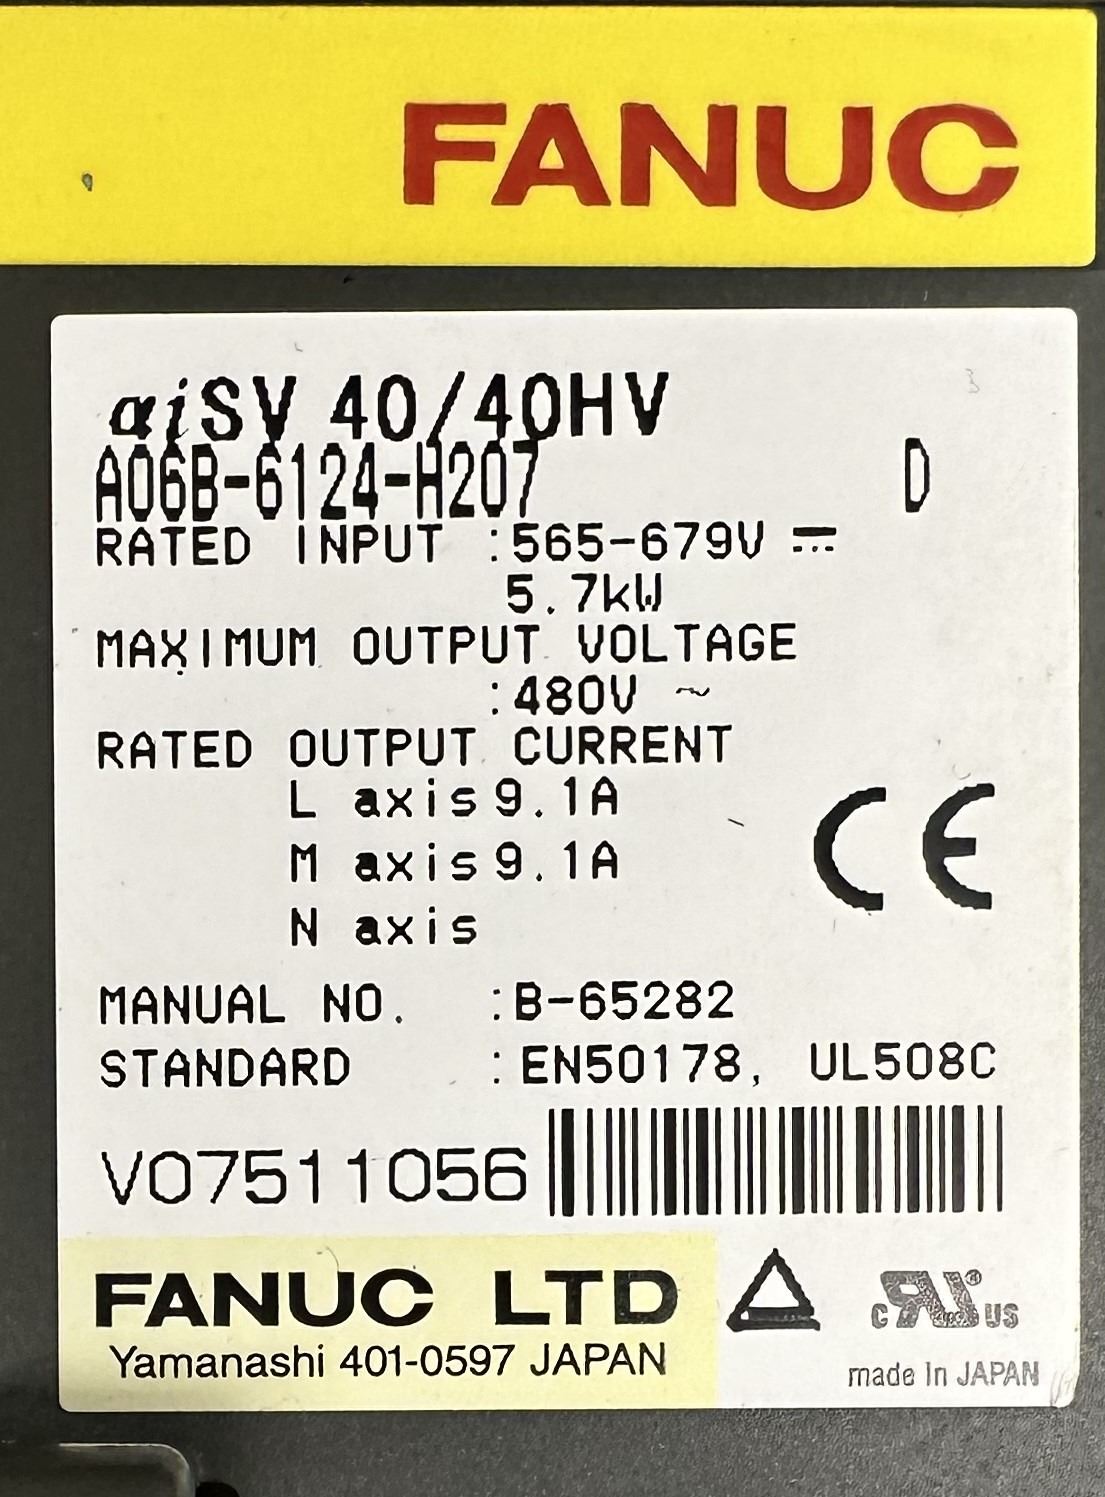 FANUC
αiSV 40/40HV
A06B-6124-H207 D
RATED INPUT :565-679V ⎓
5.7kW
MAXIMUM OUTPUT VOLTAGE
:480V ~
RATED OUTPUT CURRENT
L axis 9.1A
M axis 9.1A
N axis
CE
MANUAL NO. :B-65282
STANDARD :EN50178, UL508C
V07511056
FANUC LTD
Yamanashi 401-0597 JAPAN
c RU ® US
made in JAPAN